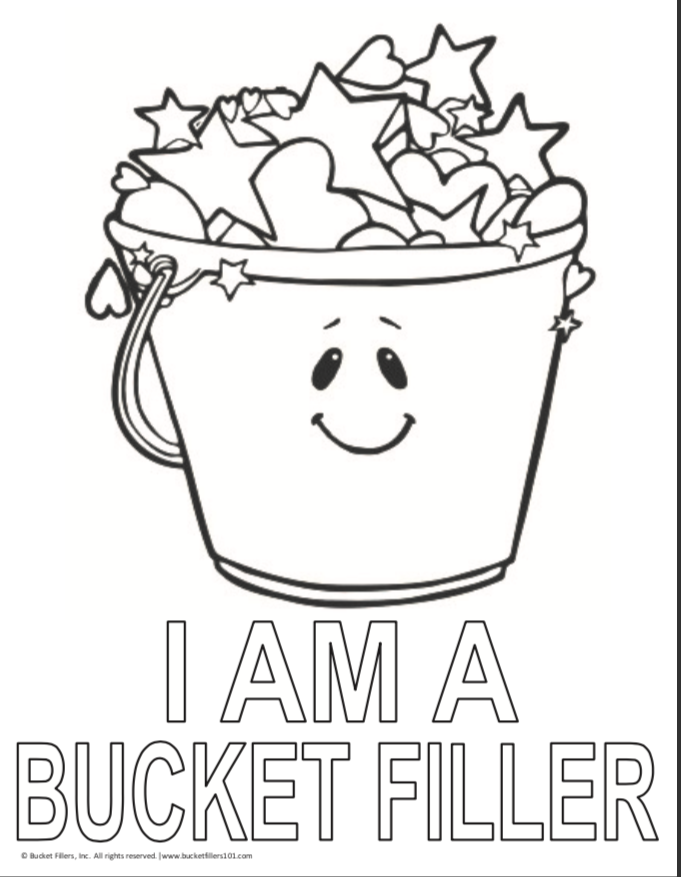 I AM A
BUCKET FILLER
© Bucket Fillers, Inc. All rights reserved. |www.bucketfillers101.com